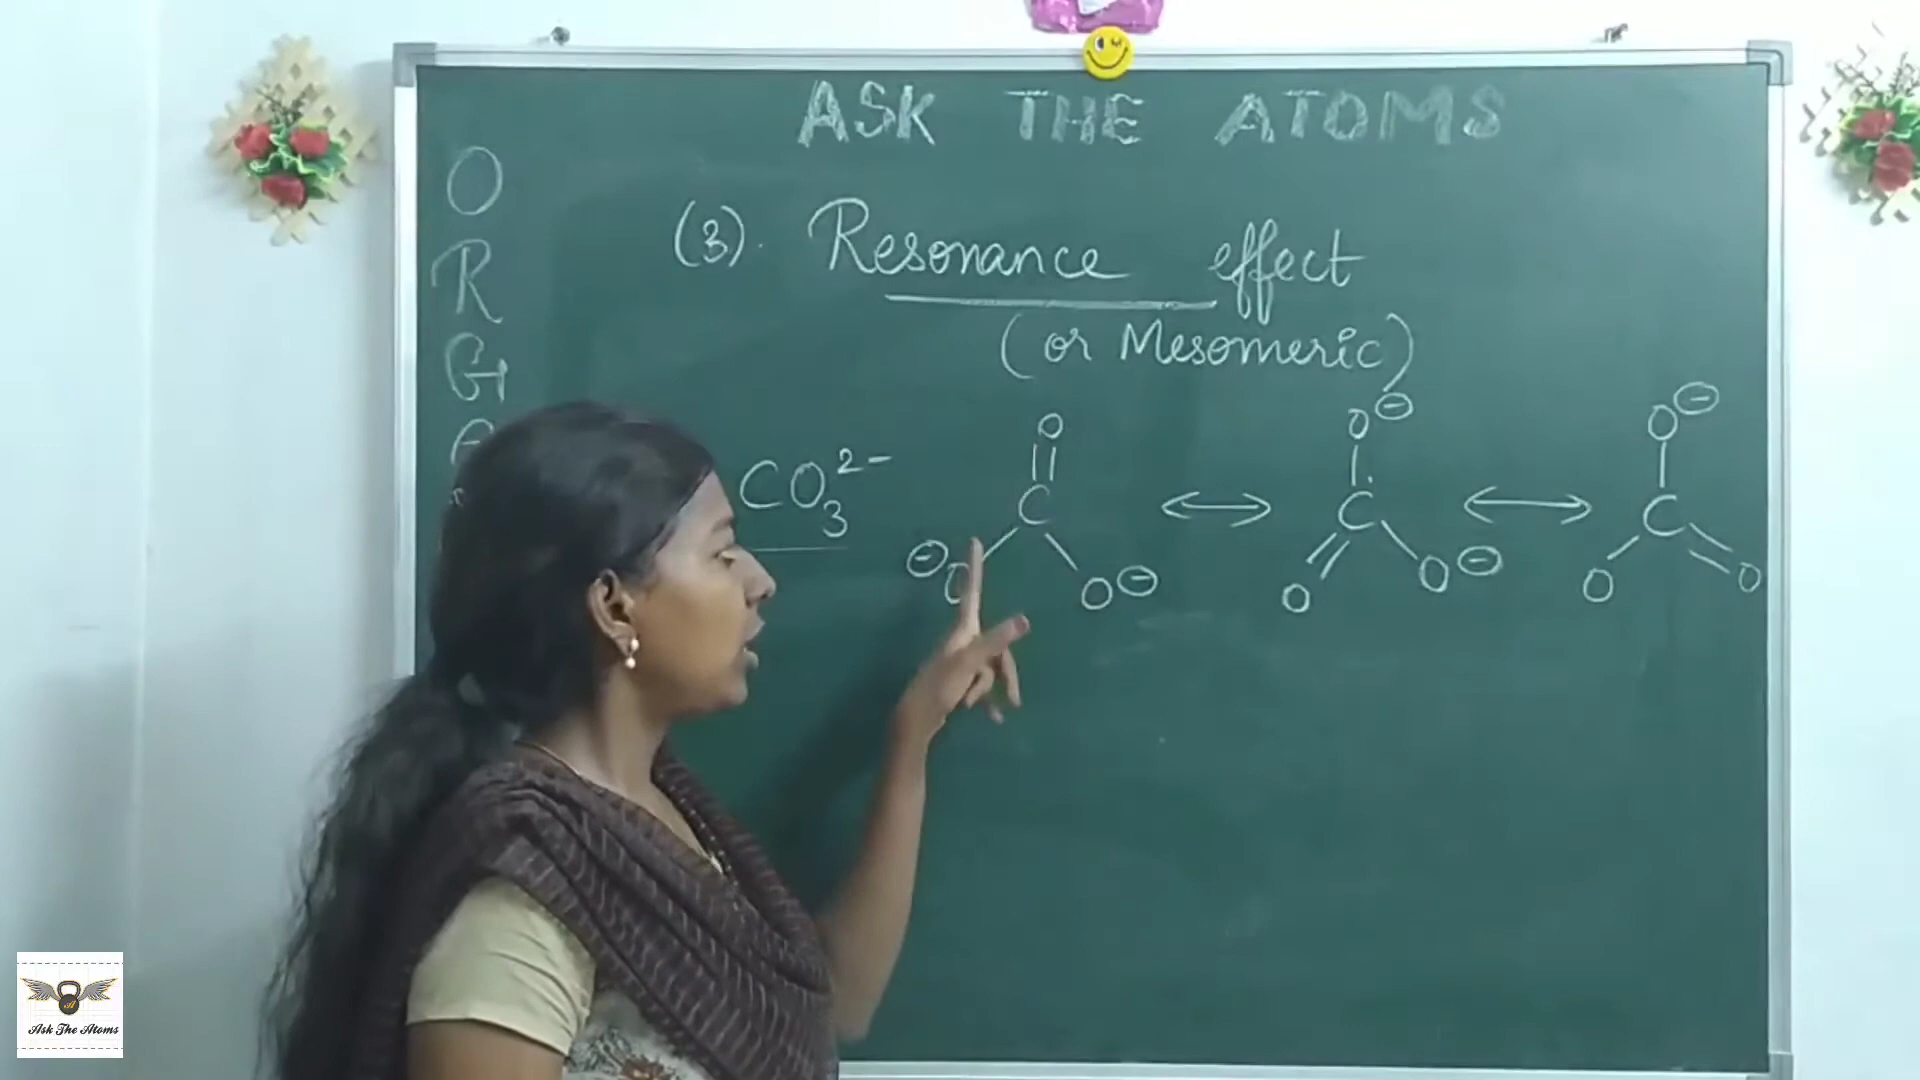 ASK THE ATOMS
O
R
G
(3). Resonance effect
(or Mesomeric)
CO₃²⁻
O
C
⊖O
O⊖
↔
O⊖
C
O
O⊖
↔
O⊖
C
O
O
Ask The Atoms